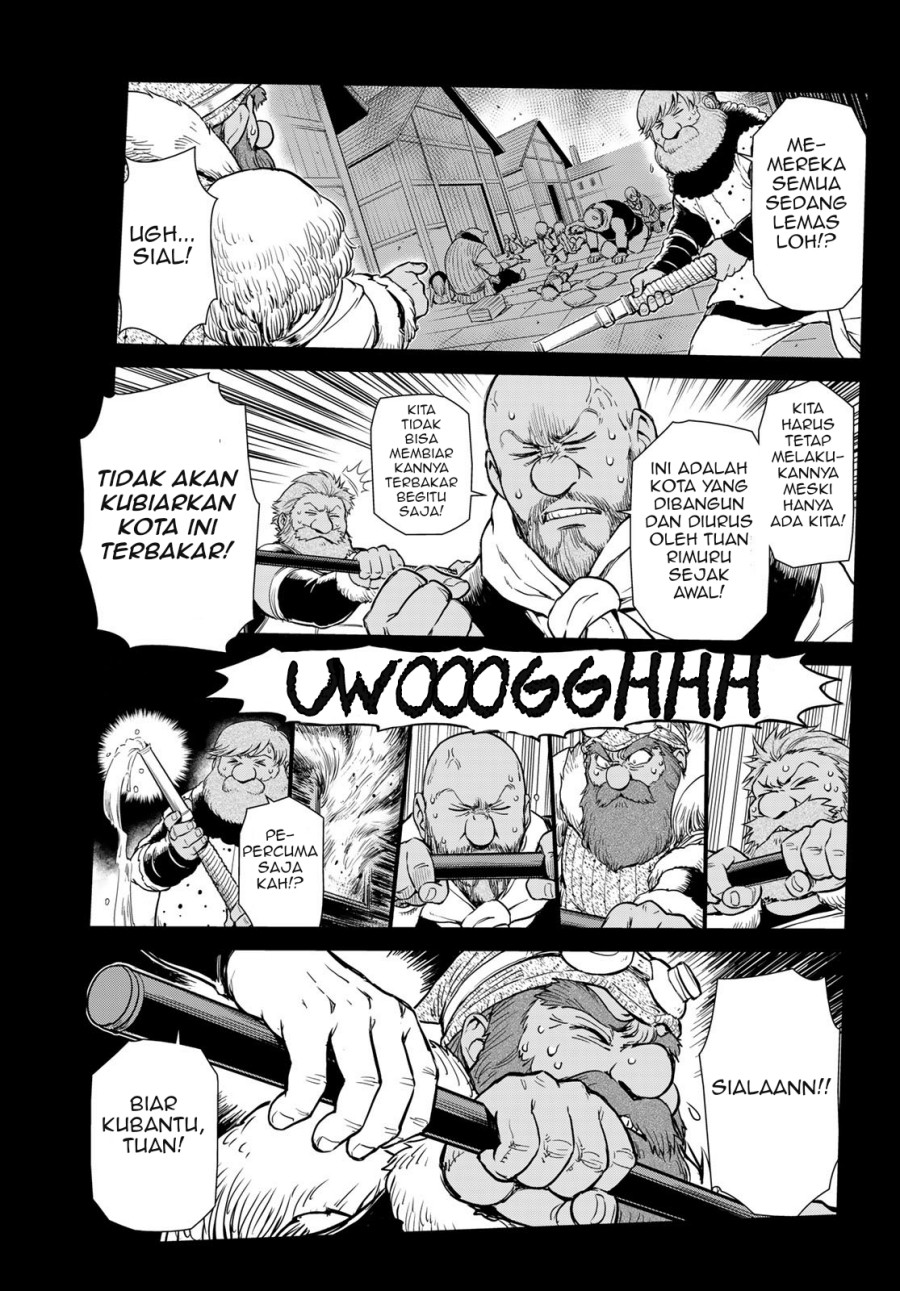 ME-
MEREKA
SEMUA
SEDANG
LEMAS
LOH!?
UGH...
SIAL!
KITA
HARUS
TETAP
MELAKU-
KANNYA
MESKI
HANYA
ADA KITA!
INI ADALAH
KOTA YANG
DIBANGUN
DAN DIURUS
OLEH TUAN
RIMURU
SEJAK
AWAL!
KITA
TIDAK
BISA
MEMBIAR
KANNYA
TERBAKAR
BEGITU
SAJA!
TIDAK AKAN
KUBIARKAN
KOTA INI
TERBAKAR!
UWOOOGGHHH
PE-
PERCUMA
SAJA
KAH!?
SIALAANN!!
BIAR
KUBANTU,
TUAN!